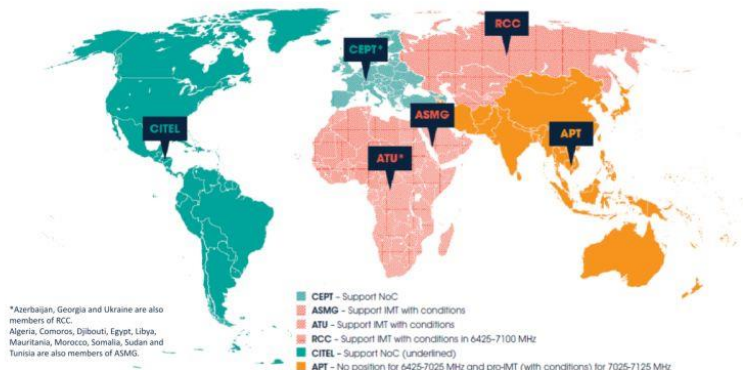 RCC
CEPT*
ASMG
CITEL
ATU*
APT
*Azerbaijan, Georgia and Ukraine are also
members of RCC.
Algeria, Comoros, Djibouti, Egypt, Libya,
Mauritania, Morocco, Somalia, Sudan and
Tunisia are also members of ASMG.
CEPT – Support NoC
ASMG – Support IMT with conditions
ATU – Support IMT with conditions
RCC – Support IMT with conditions in 6425–7100 MHz
CITEL – Support NoC (underlined)
APT – No position for 6425-7025 MHz and pro-IMT (with conditions) for 7025-7125 MHz